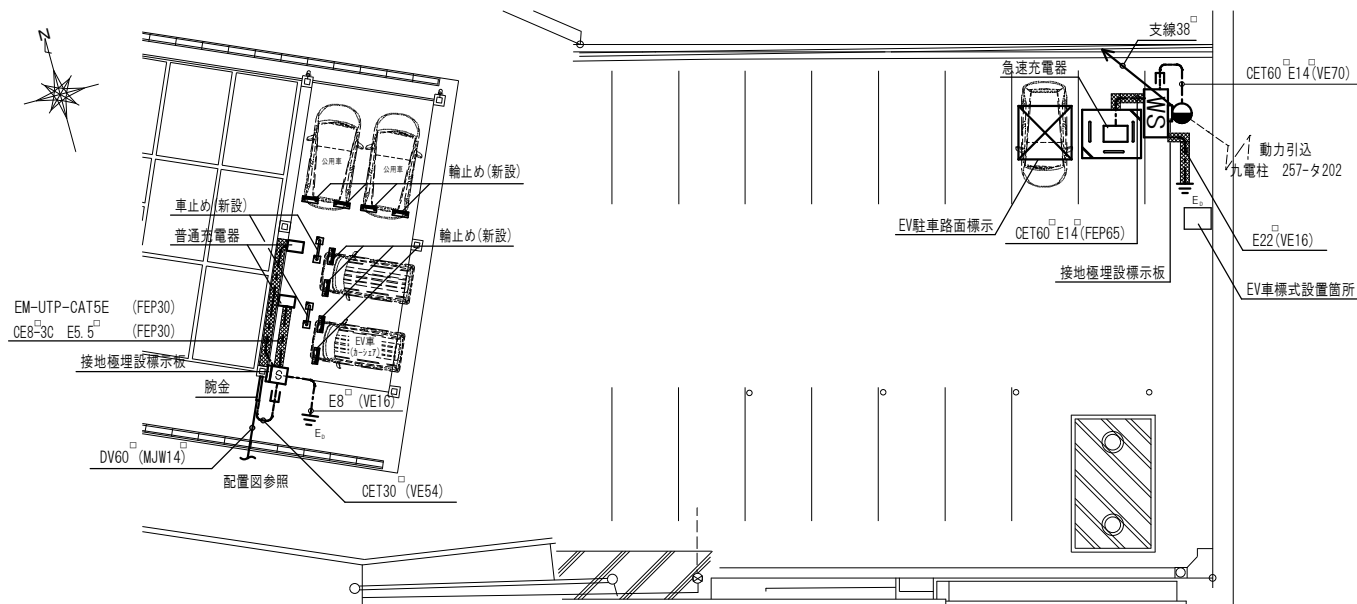 N
公用車
公用車
輪止め(新設)
車止め(新設)
普通充電器
輪止め(新設)
EM-UTP-CAT5E (FEP30)
CE8□-3C E5.5□ (FEP30)
接地極埋設標示板
EV車
(カーシェア)
S
腕金
E8□ (VE16)
E_D
DV60□ (MJW14□)
配置図参照
CET30□ (VE54)
支線38□
急速充電器
CET60□E14□(VE70)
SW
動力引込
九電柱 257-タ202
E_D
EV駐車路面標示
CET60□E14□(FEP65)
E22□(VE16)
接地極埋設標示板
EV車標式設置箇所